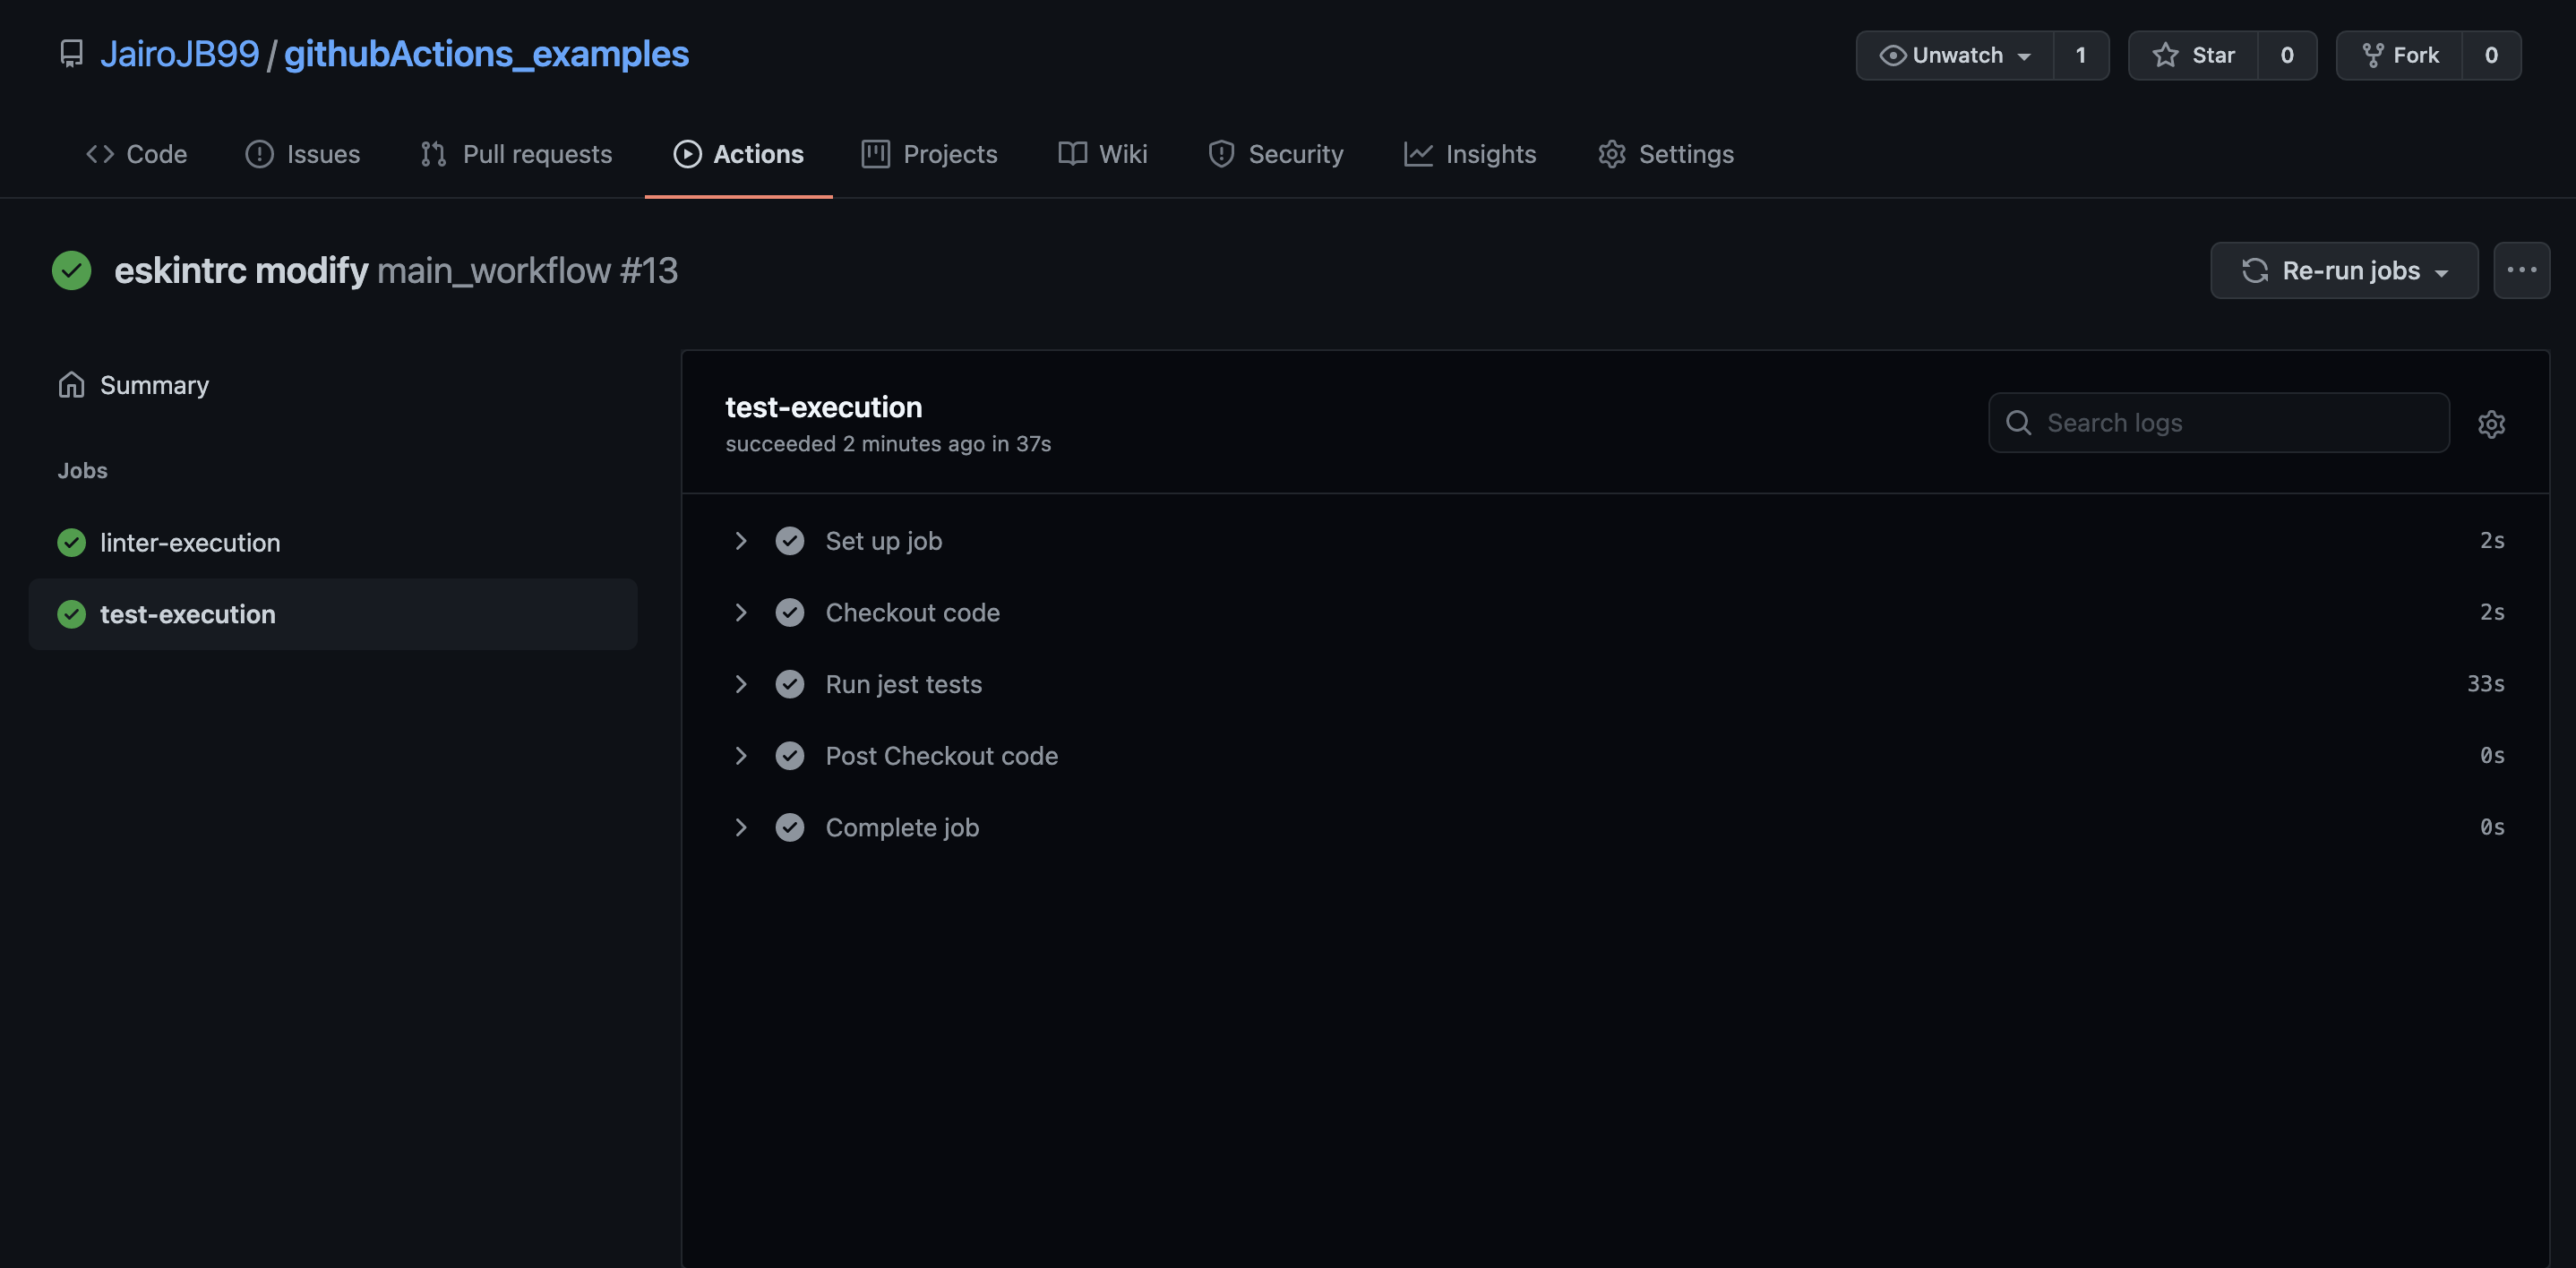 JairoJB99 / githubActions_examples
Unwatch 1 Star 0 Fork 0
Code Issues Pull requests Actions Projects Wiki Security Insights Settings
eskintrc modify main_workflow #13
Re-run jobs
Summary
Jobs
linter-execution
test-execution
test-execution
succeeded 2 minutes ago in 37s
Search logs
Set up job 2s
Checkout code 2s
Run jest tests 33s
Post Checkout code 0s
Complete job 0s